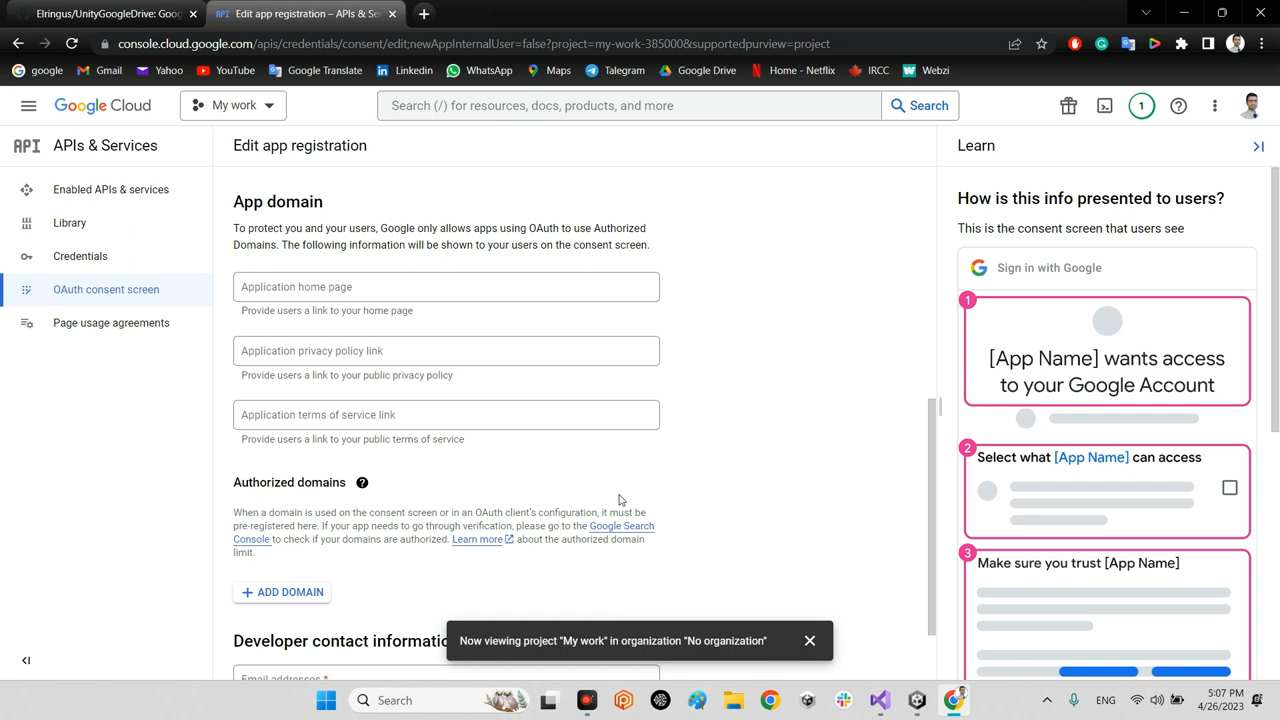 Elringus/UnityGoogleDrive: Goog
Edit app registration – APIs & Se
console.cloud.google.com/apis/credentials/consent/edit;newAppInternalUser=false?project=my-work-385000&supportedpurview=project
google
Gmail
Yahoo
YouTube
Google Translate
Linkedin
WhatsApp
Maps
Telegram
Google Drive
Home - Netflix
IRCC
Webzi
Google Cloud
My work
Search (/) for resources, docs, products, and more
Search
1
API
APIs & Services
Edit app registration
Learn
Enabled APIs & services
Library
Credentials
OAuth consent screen
Page usage agreements
App domain
To protect you and your users, Google only allows apps using OAuth to use Authorized
Domains. The following information will be shown to your users on the consent screen.
Application home page
Provide users a link to your home page
Application privacy policy link
Provide users a link to your public privacy policy
Application terms of service link
Provide users a link to your public terms of service
Authorized domains
When a domain is used on the consent screen or in an OAuth client's configuration, it must be
pre-registered here. If your app needs to go through verification, please go to the Google Search
Console to check if your domains are authorized. Learn more about the authorized domain
limit.
+ ADD DOMAIN
Developer contact informatio
Email addresses *
Now viewing project "My work" in organization "No organization"
How is this info presented to users?
This is the consent screen that users see
Sign in with Google
1
[App Name] wants access
to your Google Account
2
Select what [App Name] can access
3
Make sure you trust [App Name]
Search
ENG
5:07 PM
4/26/2023